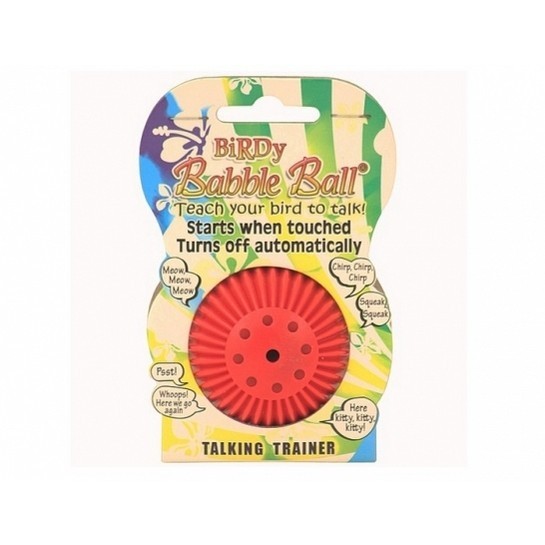 BiRDy
Babble Ball®
Teach your bird to talk!
Starts when touched
Turns off automatically
Meow,
Meow,
Meow
Chirp, Chirp,
Chirp
Squeak,
Squeak
Psst!
Whoops!
Here we go
again
Here
kitty, kitty,
kitty!
TALKING TRAINER